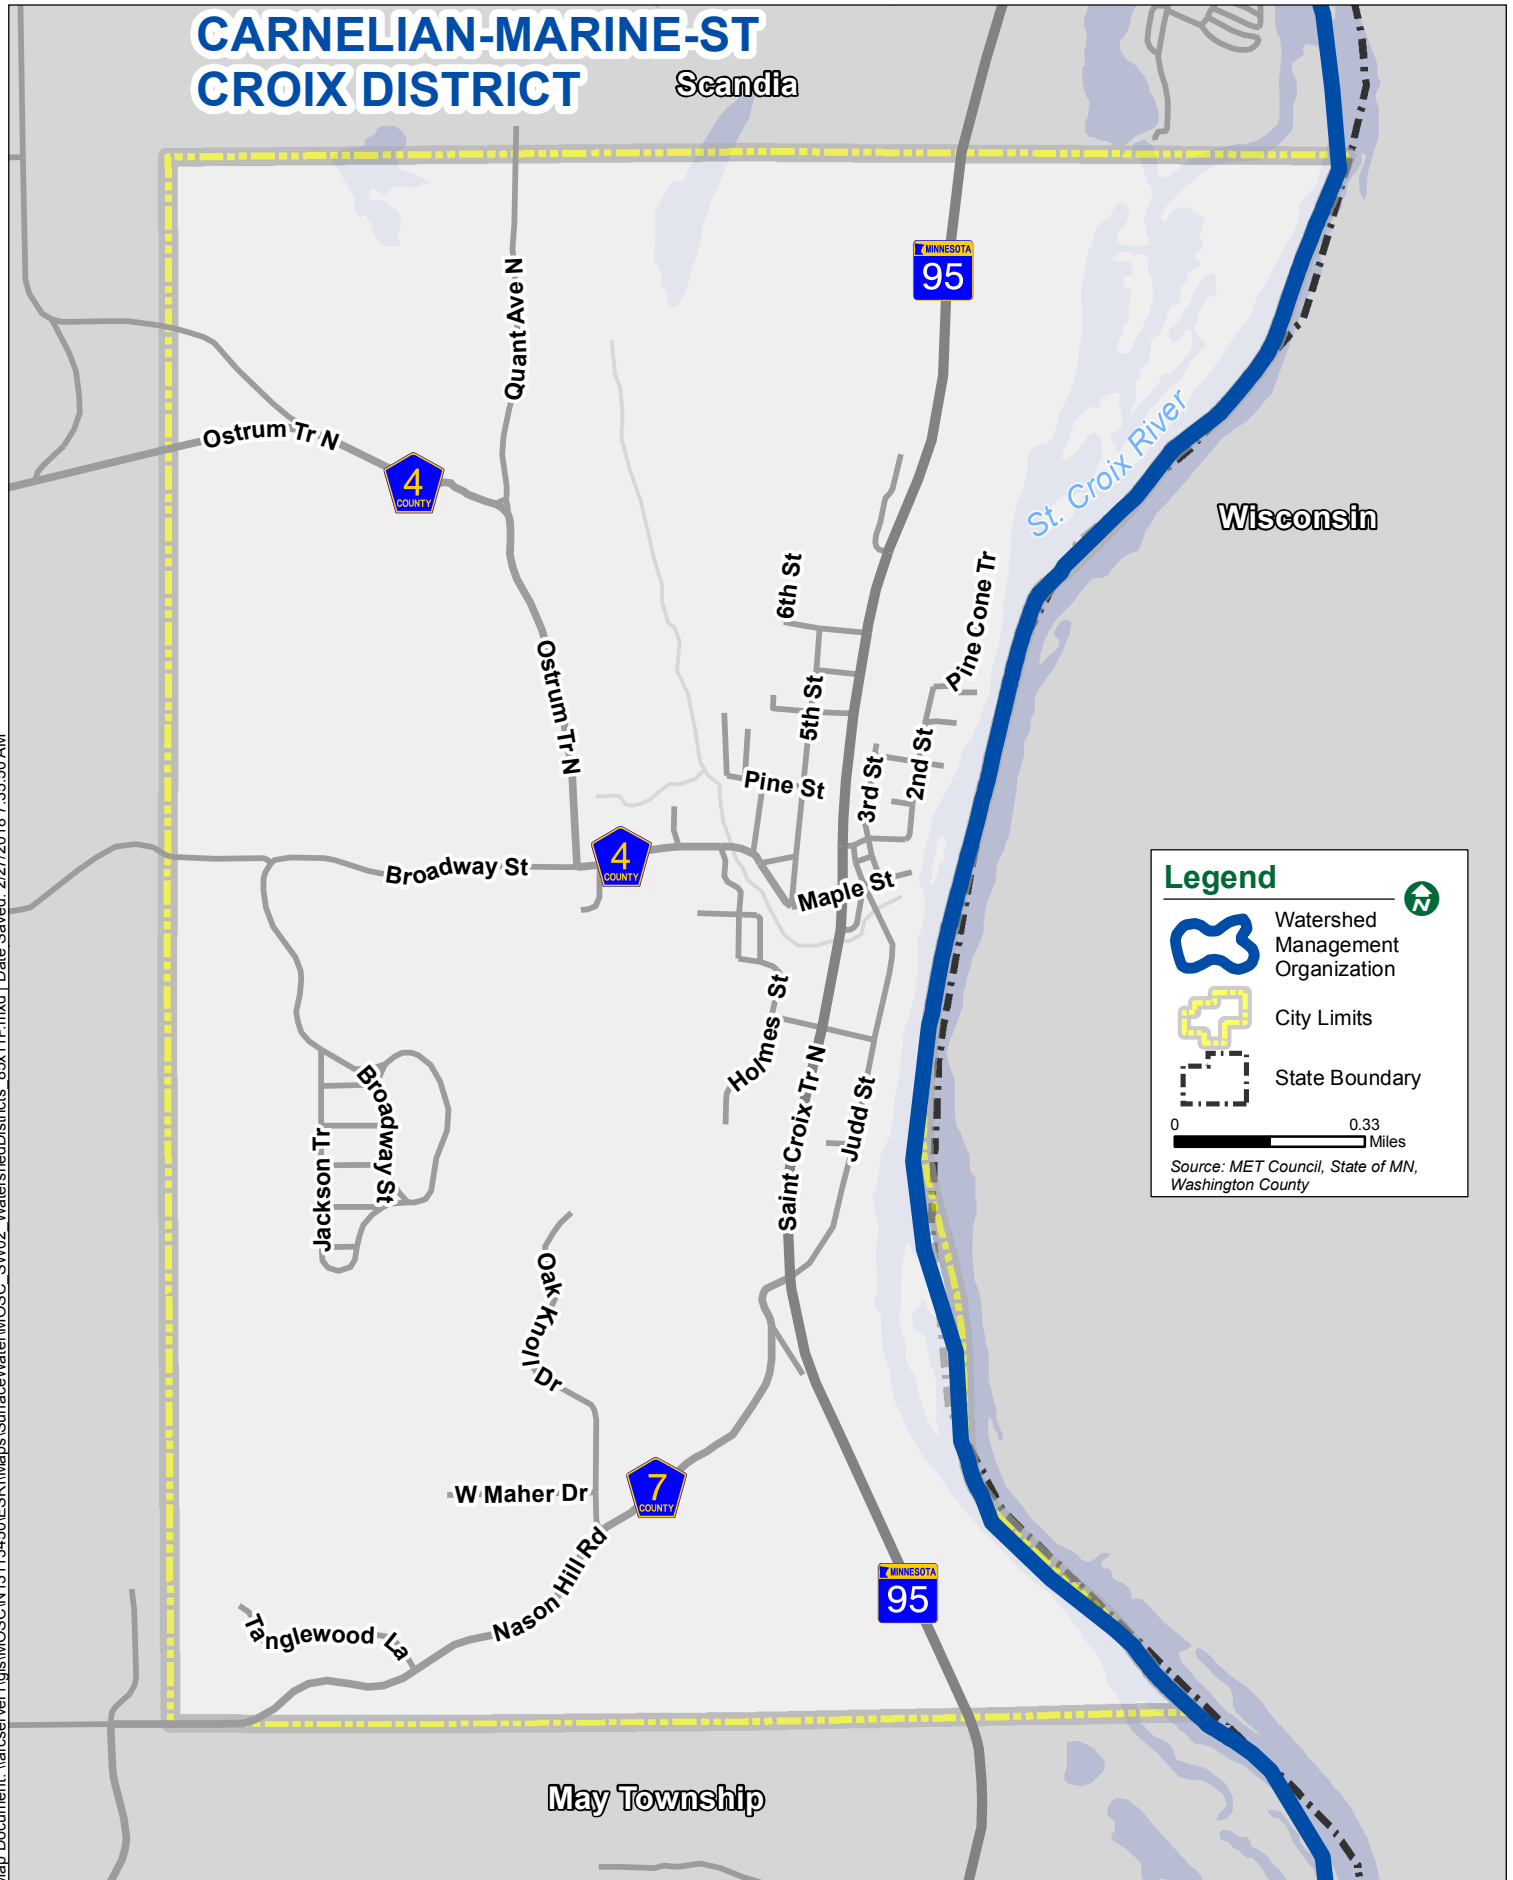 CARNELIAN-MARINE-ST
CROIX DISTRICT
Scandia
MINNESOTA
95
Quant Ave N
St. Croix River
Ostrum Tr N
4
COUNTY
Wisconsin
6th St
Pine Cone Tr
Ostrum Tr N
5th St
2nd St
3rd St
Pine St
4
COUNTY
Broadway St
Maple St
Legend
N
Watershed
Management
Organization
City Limits
State Boundary
0
0.33
Miles
Source: MET Council, State of MN,
Washington County
Holmes St
Saint Croix Tr N
Judd St
Broadway St
Jackson Tr
Oak Knoll Dr
W Maher Dr
7
COUNTY
Nason Hill Rd
MINNESOTA
95
Tanglewood La
May Township